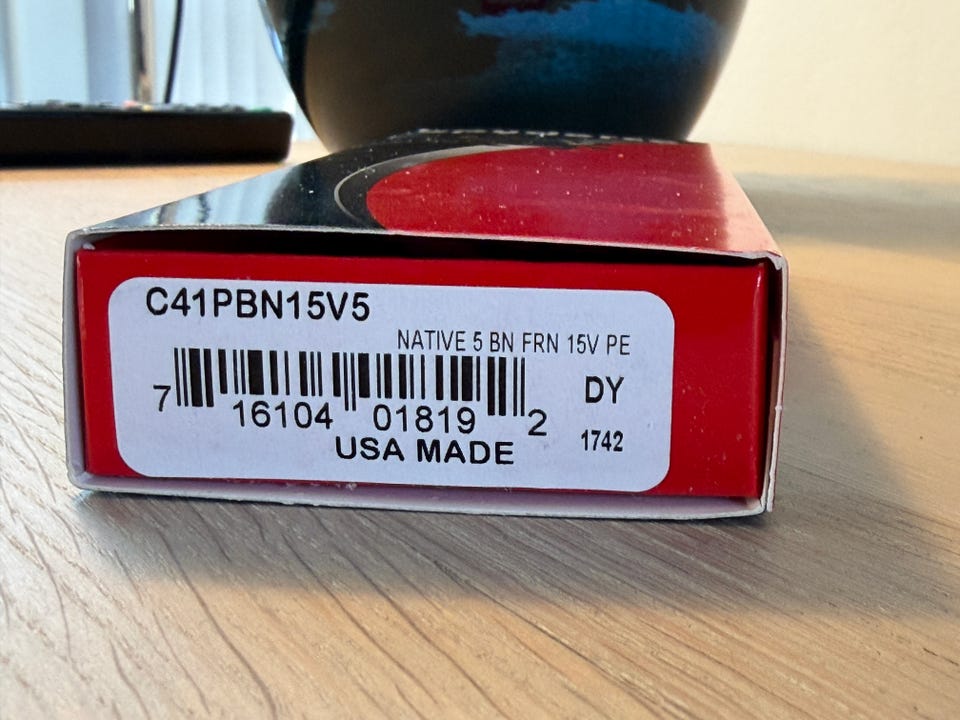 C41PBN15V5
NATIVE 5 BN FRN 15V PE
7 16104 01819 2
DY
USA MADE
1742